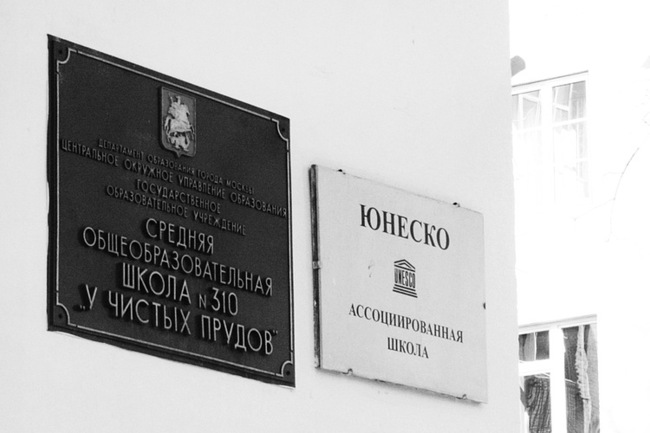 ДЕПАРТАМЕНТ ОБРАЗОВАНИЯ ГОРОДА МОСКВЫ
ЦЕНТРАЛЬНОЕ ОКРУЖНОЕ УПРАВЛЕНИЕ ОБРАЗОВАНИЯ
ГОСУДАРСТВЕННОЕ
ОБРАЗОВАТЕЛЬНОЕ УЧРЕЖДЕНИЕ
СРЕДНЯЯ
ОБЩЕОБРАЗОВАТЕЛЬНАЯ
ШКОЛА N 310
„У ЧИСТЫХ ПРУДОВ"
ЮНЕСКО
UNESCO
АССОЦИИРОВАННАЯ
ШКОЛА